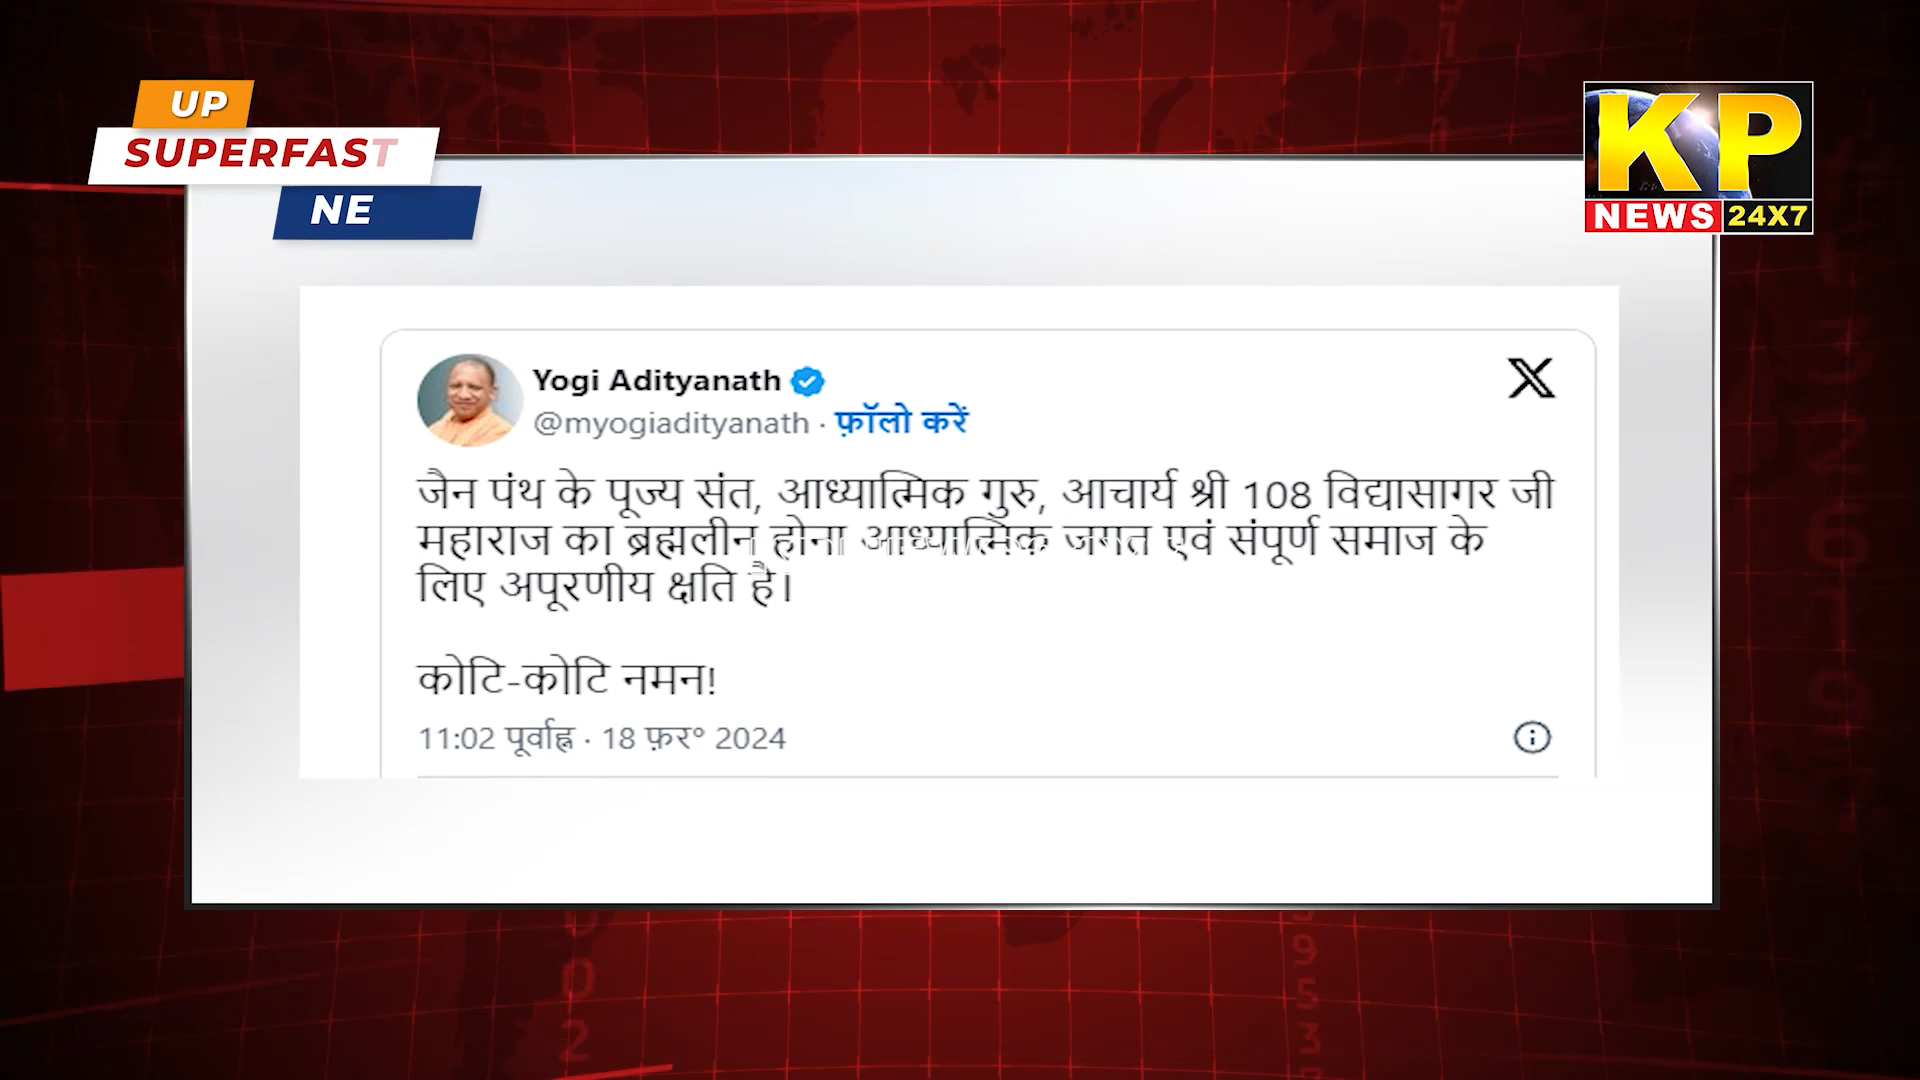 UP
SUPERFAST
NE
KP
NEWS 24X7
Yogi Adityanath
@myogiadityanath · फ़ॉलो करें
जैन पंथ के पूज्य संत, आध्यात्मिक गुरु, आचार्य श्री 108 विद्यासागर जी
महाराज का ब्रह्मलीन होना आध्यात्मिक जगत एवं संपूर्ण समाज के
लिए अपूरणीय क्षति है।
कोटि-कोटि नमन!
11:02 पूर्वाह्न · 18 फ़र॰ 2024